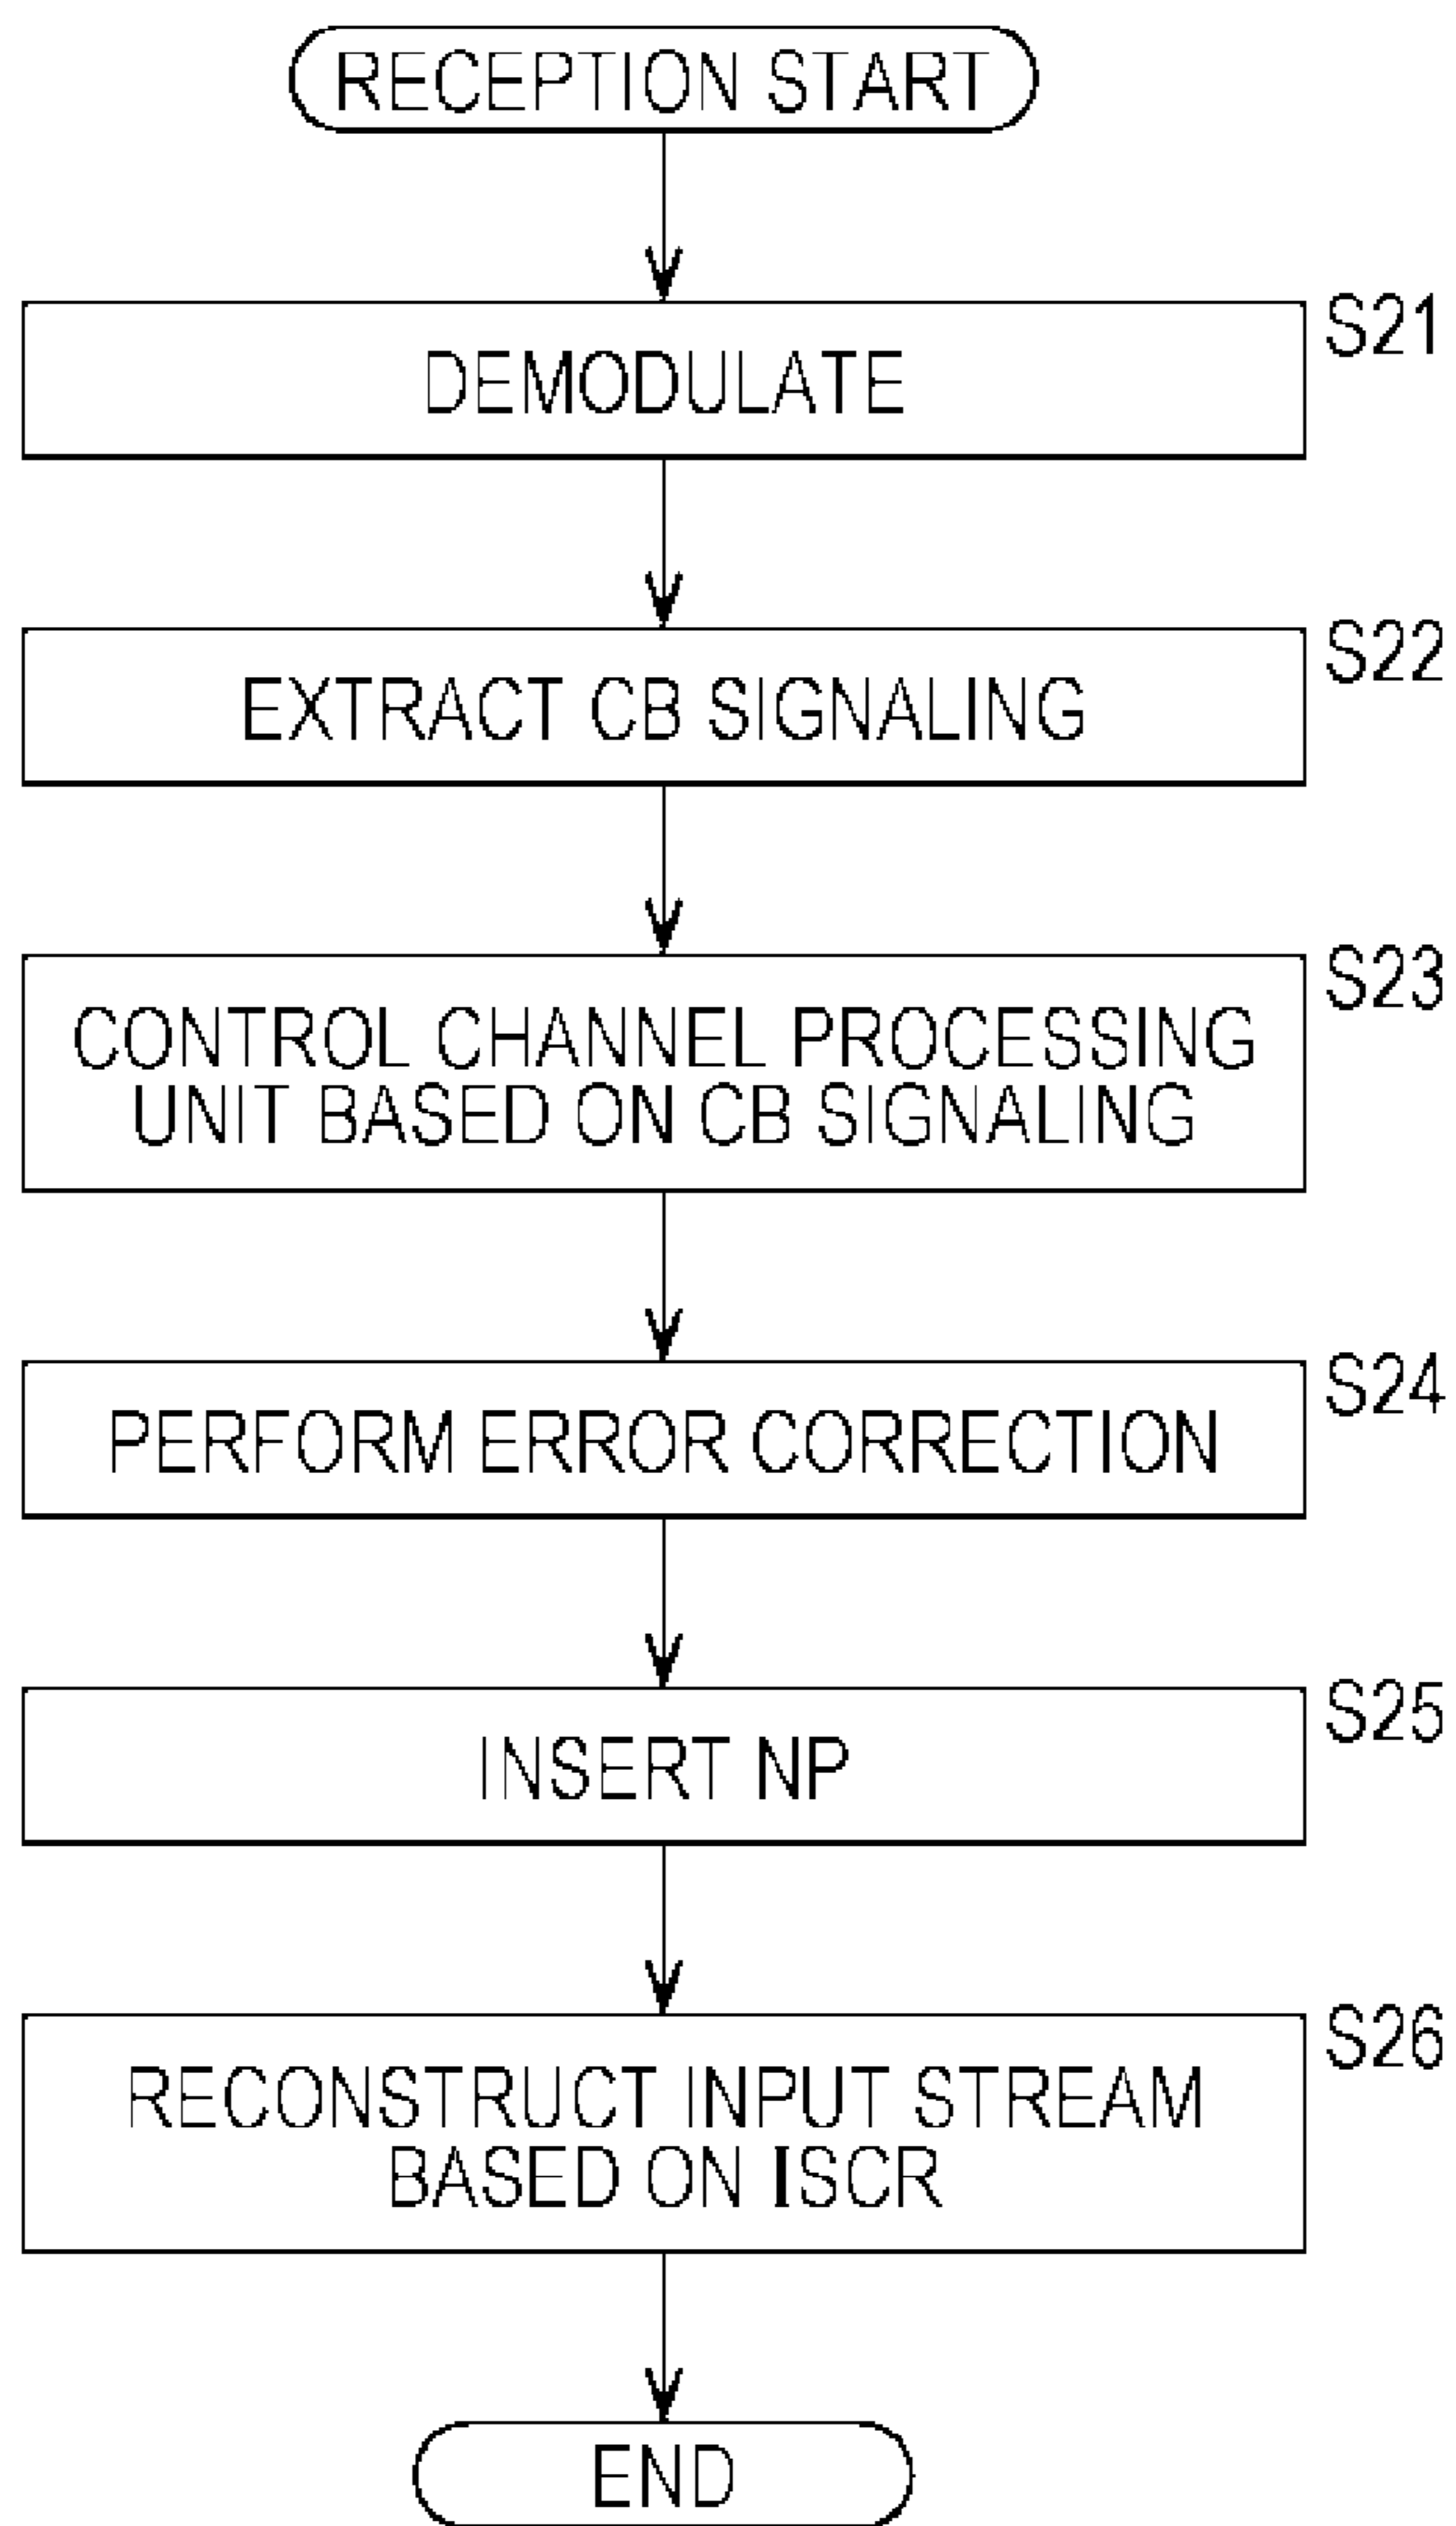 RECEPTION START
DEMODULATE
S21
EXTRACT CB SIGNALING
S22
CONTROL CHANNEL PROCESSING
UNIT BASED ON CB SIGNALING
S23
PERFORM ERROR CORRECTION
S24
INSERT NP
S25
RECONSTRUCT INPUT STREAM
BASED ON ISCR
S26
END